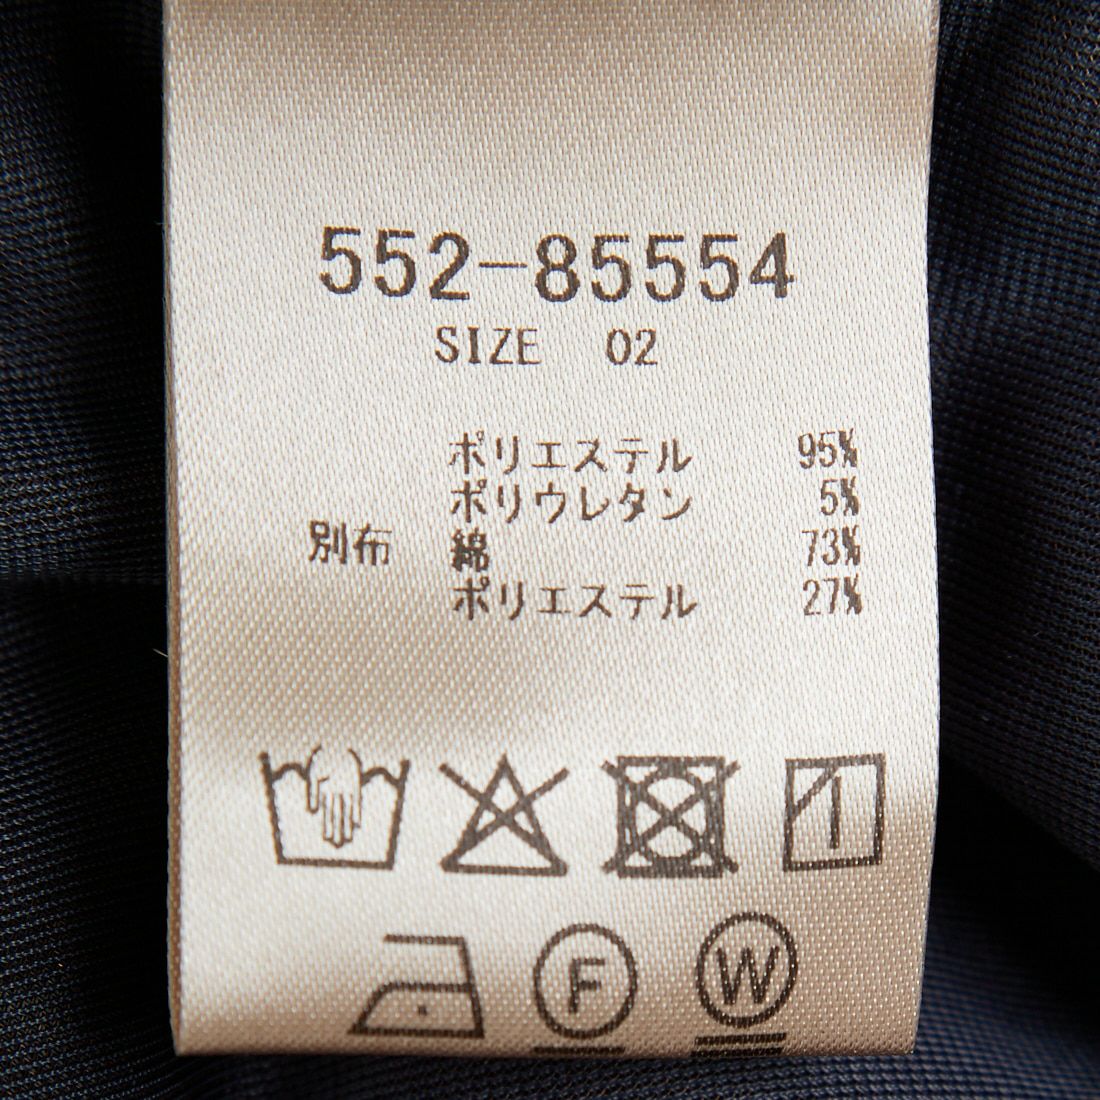 552-85554
SIZE 02
ポリエステル 95%
ポリウレタン 5%
別布 綿 73%
ポリエステル 27%
F W